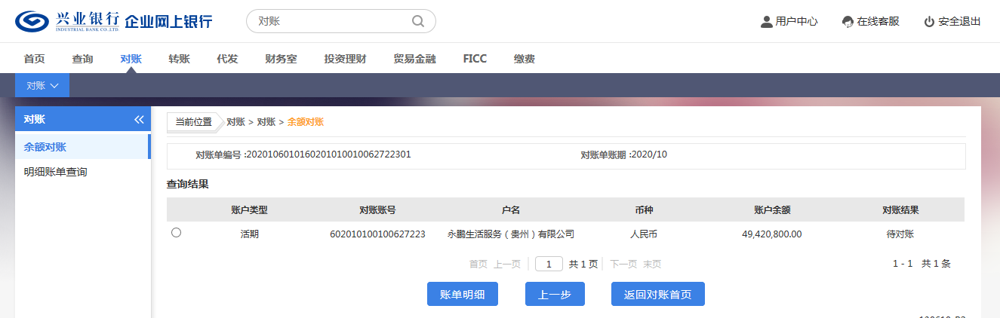 兴业银行 企业网上银行
INDUSTRIAL BANK CO.,LTD.
对账
用户中心 在线客服 安全退出
首页 查询 对账 转账 代发 财务室 投资理财 贸易金融 FICC 缴费
对账
对账
余额对账
明细账单查询
当前位置 对账 > 对账 > 余额对账
对账单编号 :2020106010160201010010062722301 对账单账期 :2020/10
查询结果
账户类型 对账账号 户名 币种 账户余额 对账结果
活期 602010100100627223 永鹏生活服务（贵州）有限公司 人民币 49,420,800.00 待对账
首页 上一页 1 共 1 页 下一页 末页 1 - 1 共 1 条
账单明细 上一步 返回对账首页